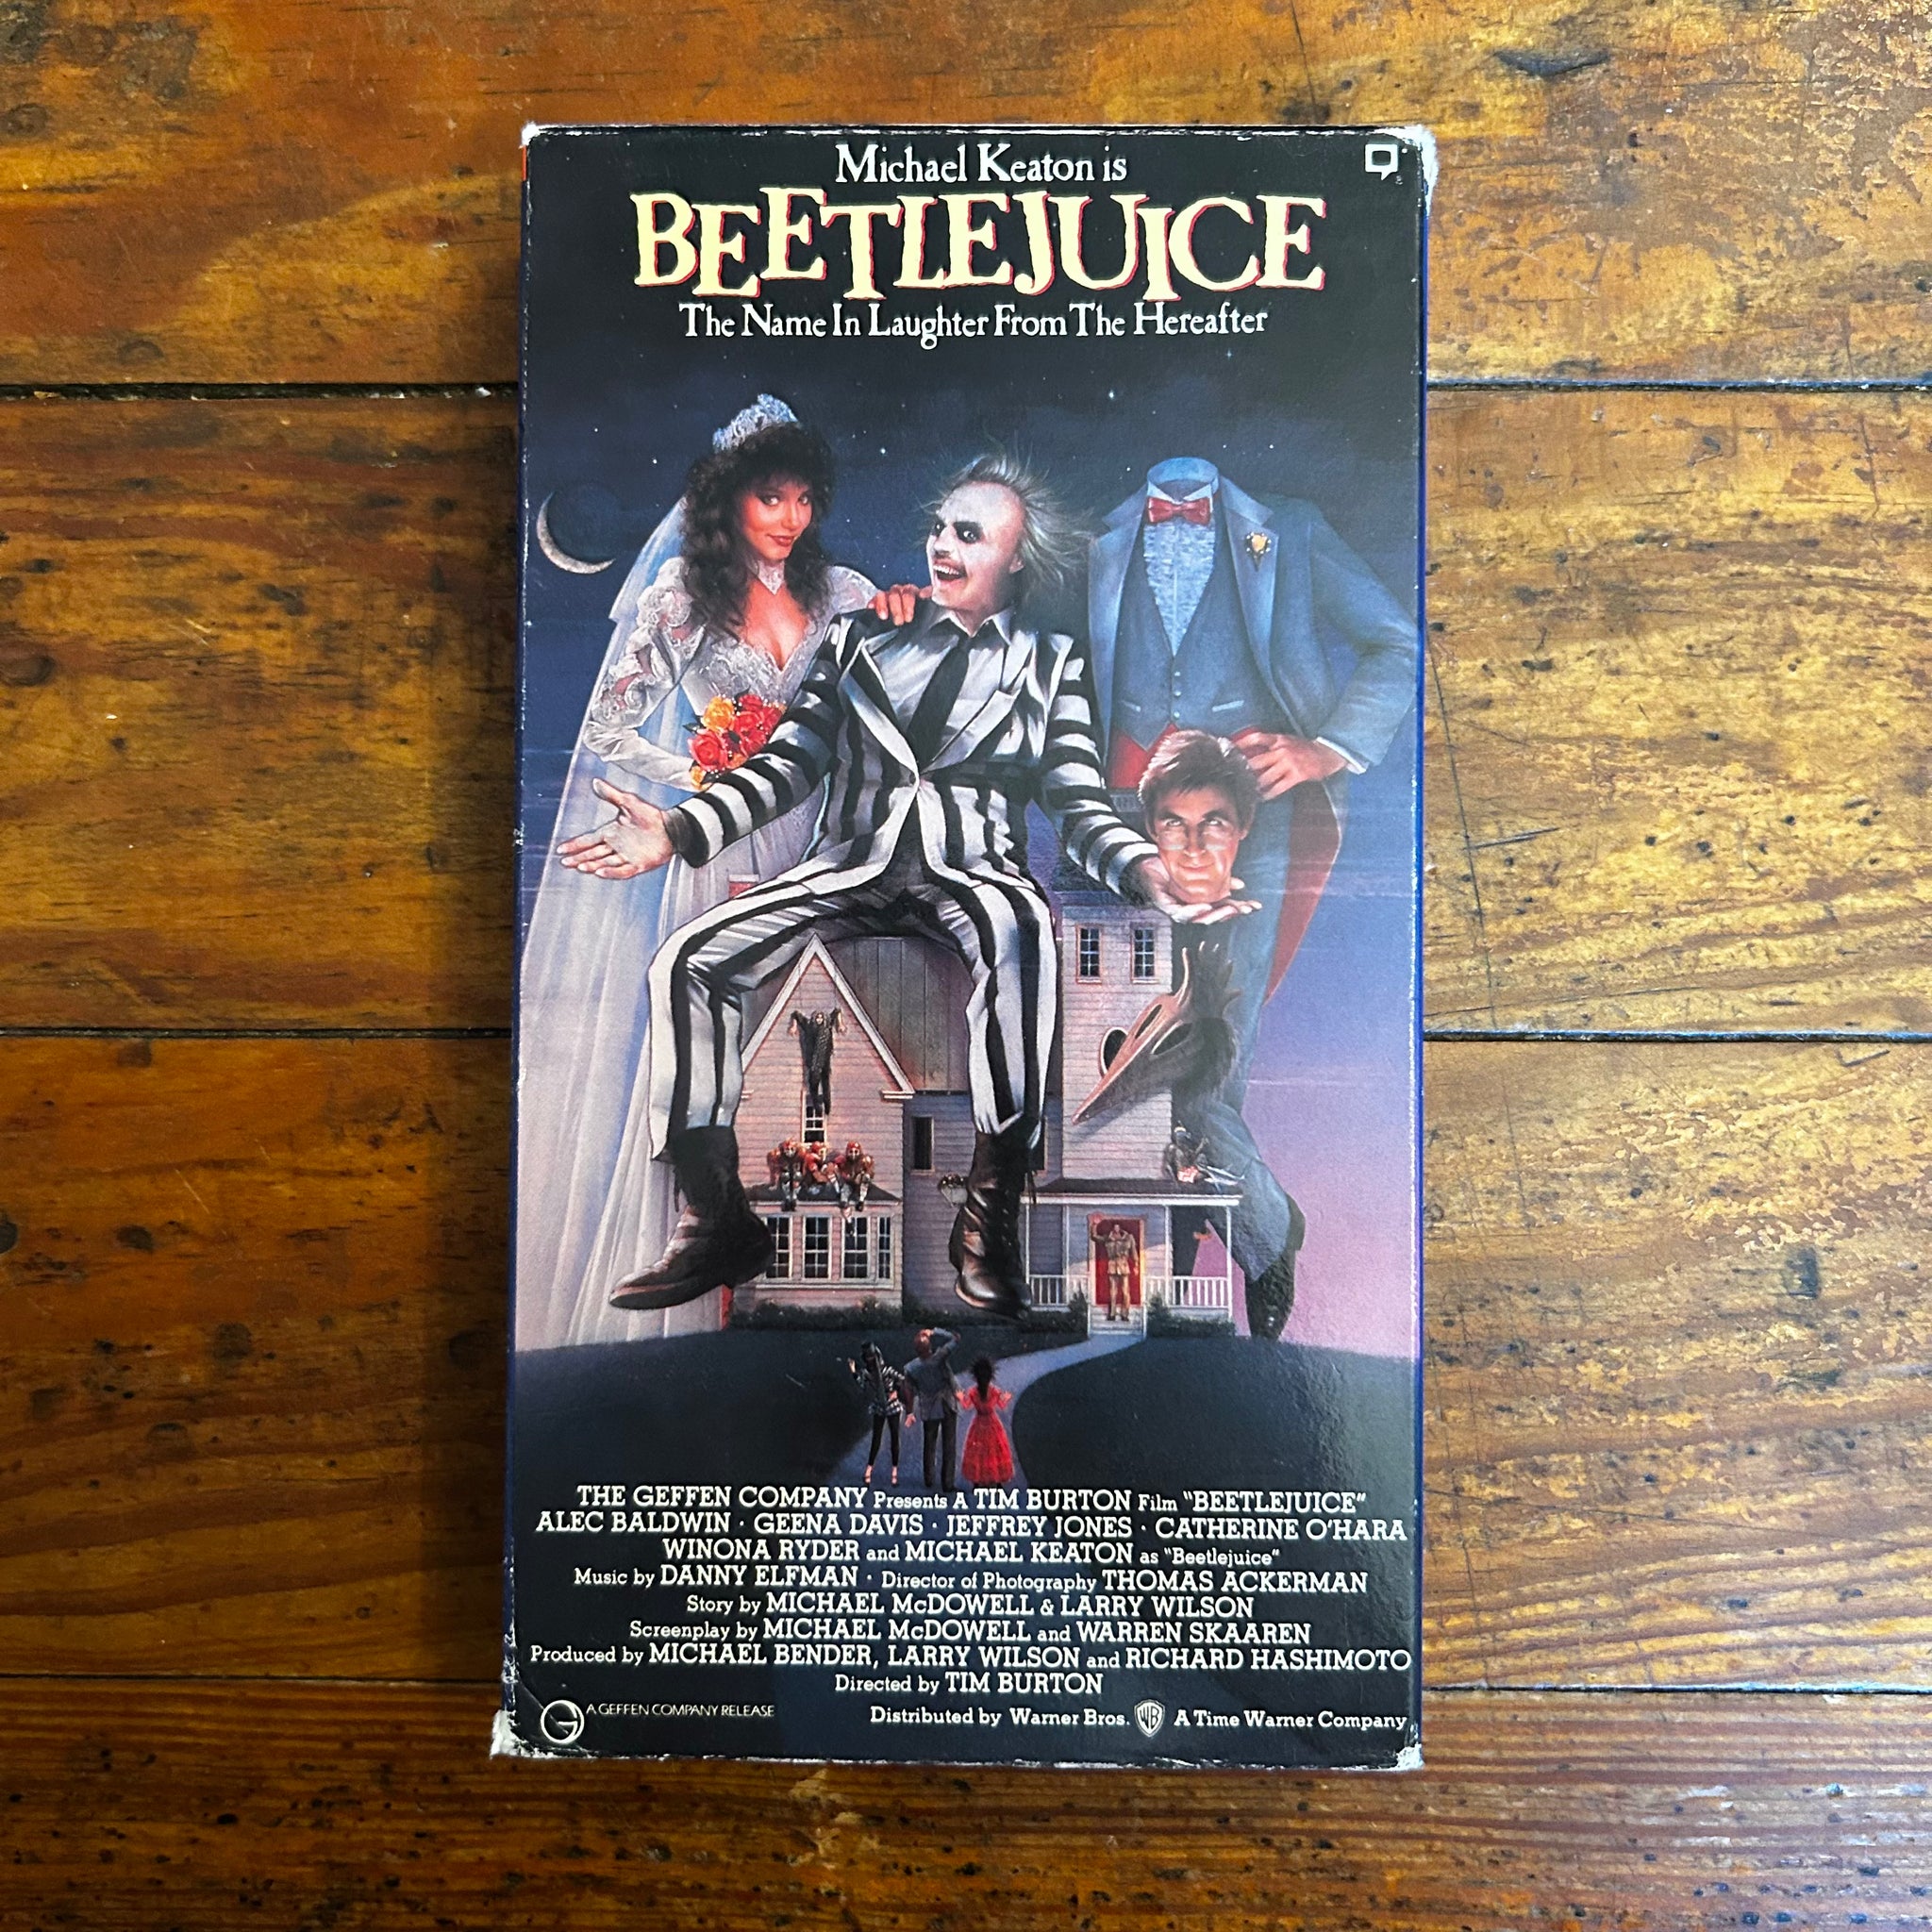 Michael Keaton is
BEETLEJUICE
The Name In Laughter From The Hereafter
THE GEFFEN COMPANY Presents A TIM BURTON Film "BEETLEJUICE"
ALEC BALDWIN · GEENA DAVIS · JEFFREY JONES · CATHERINE O'HARA
WINONA RYDER and MICHAEL KEATON as "Beetlejuice"
Music by DANNY ELFMAN · Director of Photography THOMAS ACKERMAN
Story by MICHAEL McDOWELL & LARRY WILSON
Screenplay by MICHAEL McDOWELL and WARREN SKAAREN
Produced by MICHAEL BENDER, LARRY WILSON and RICHARD HASHIMOTO
Directed by TIM BURTON
G A GEFFEN COMPANY RELEASE
Distributed by Warner Bros. WB A Time Warner Company